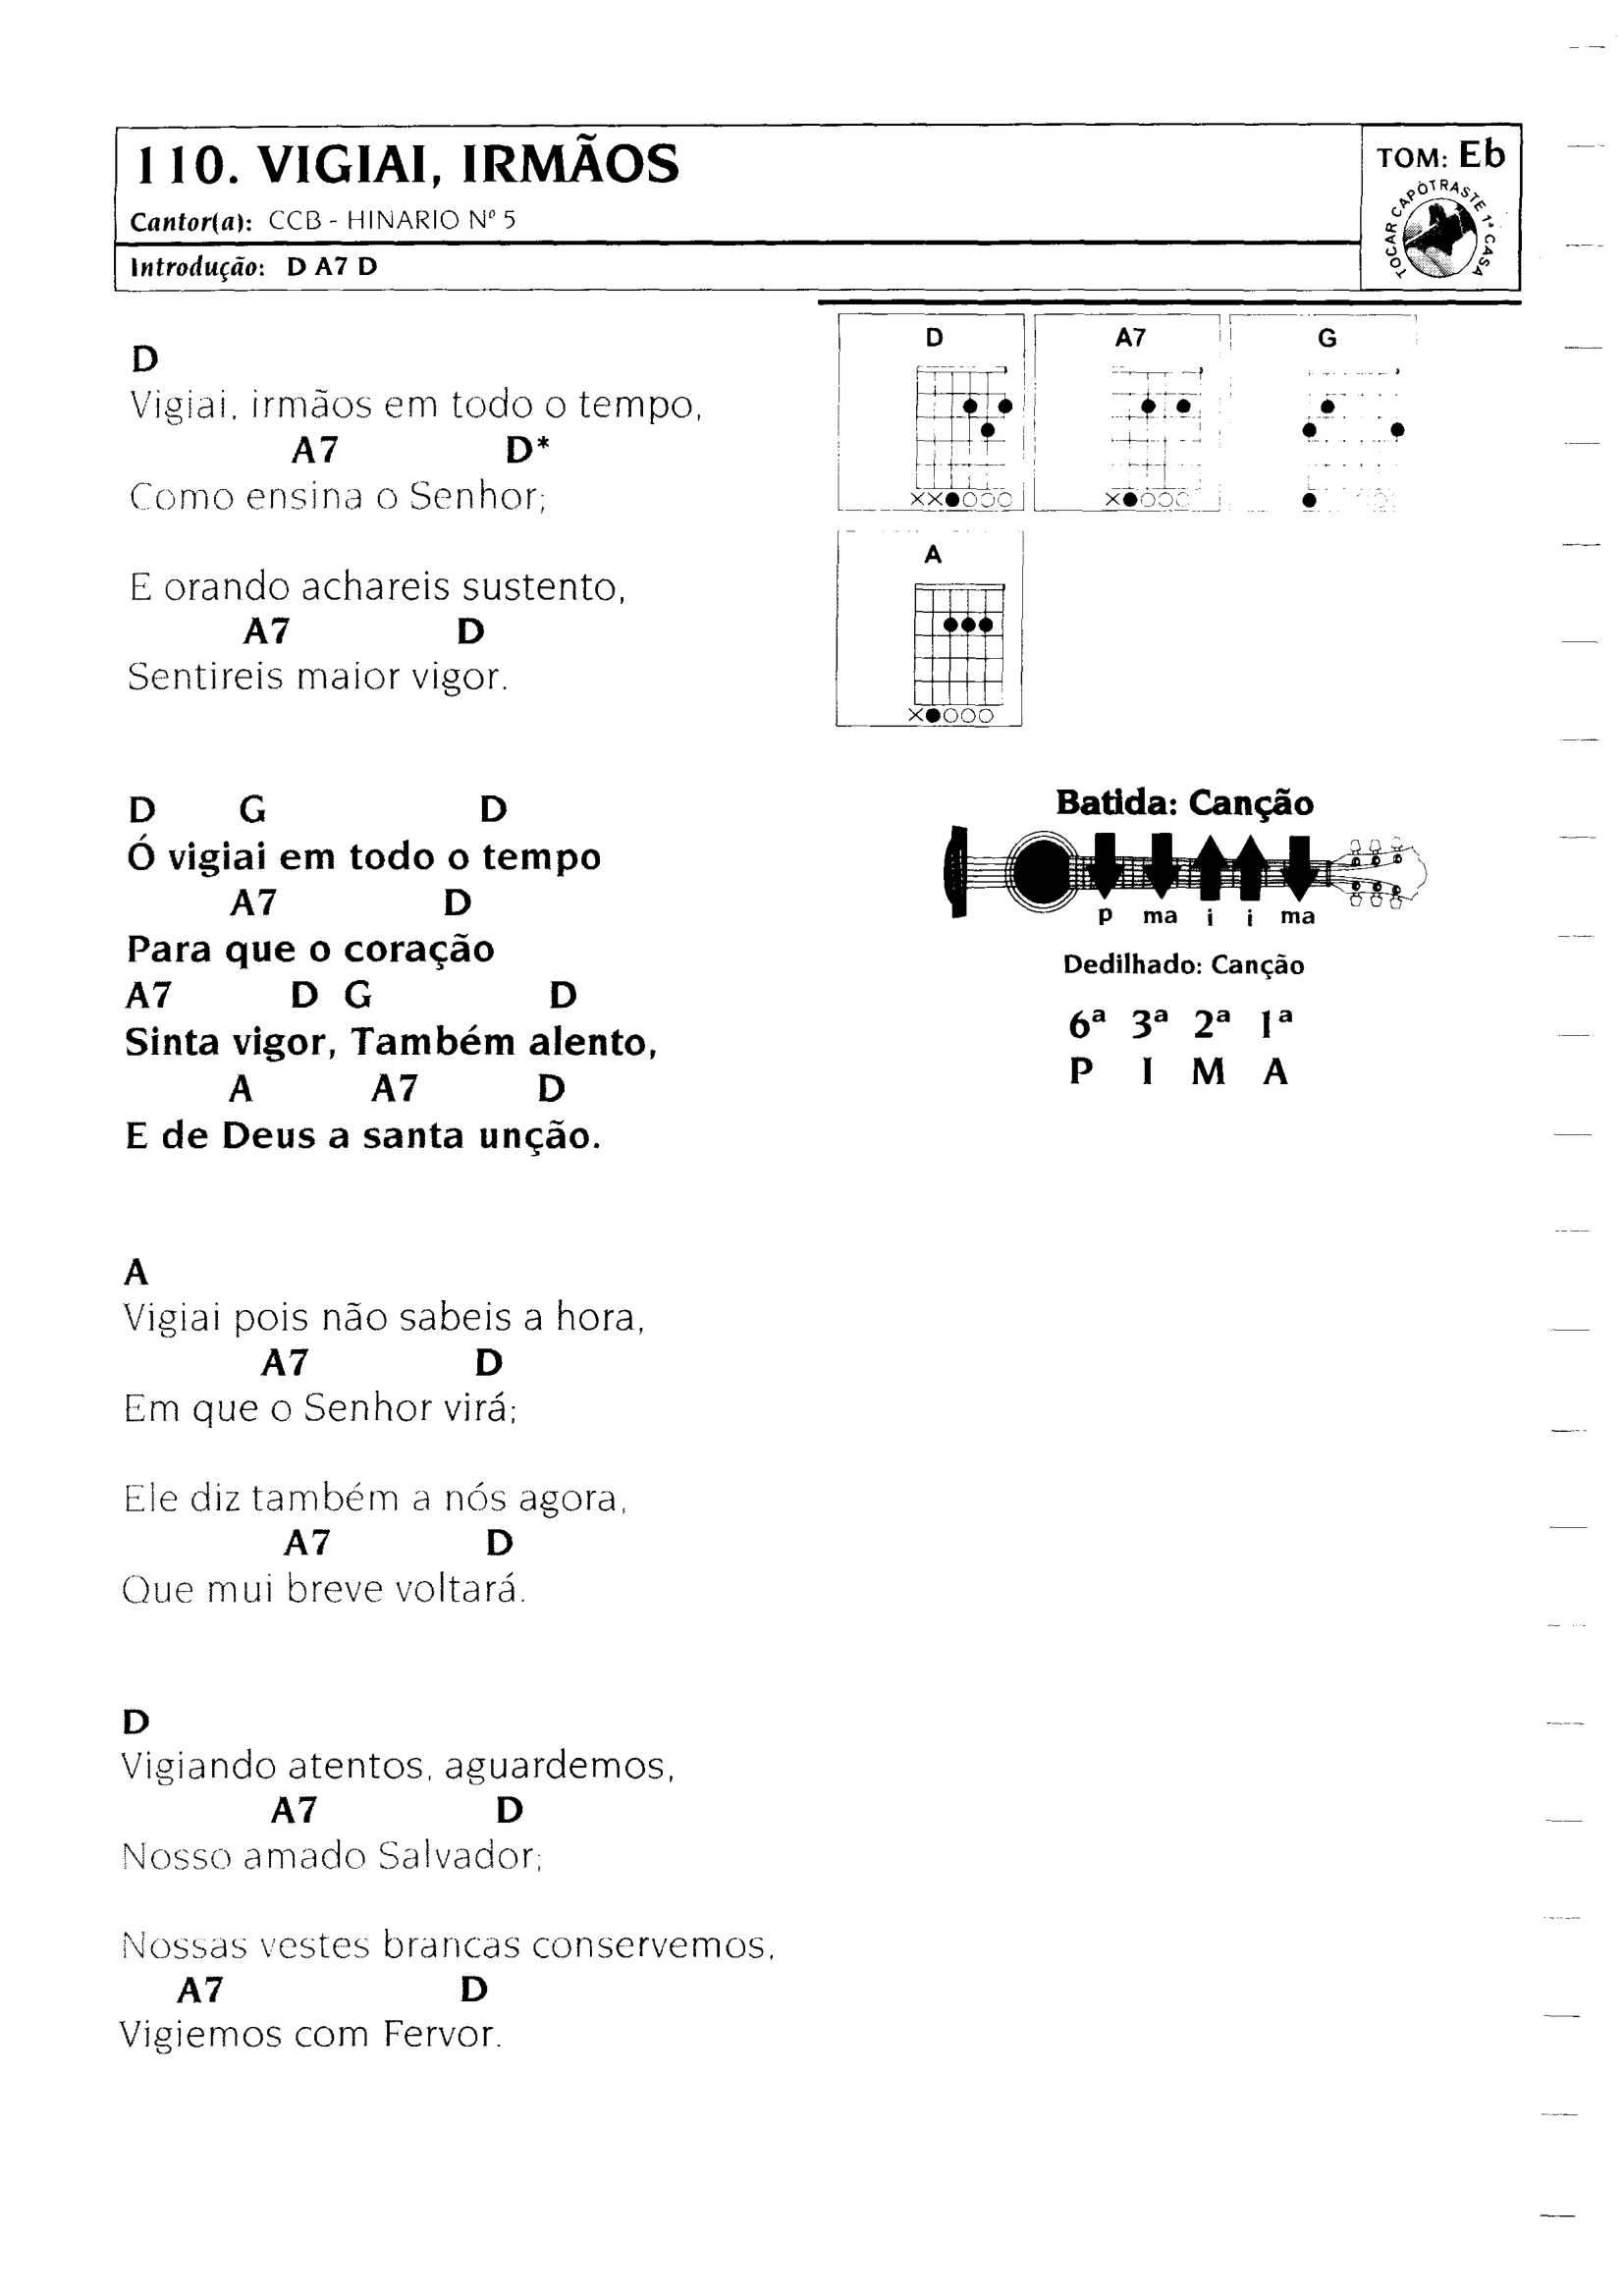 110. VIGIAI, IRMÃOS
Cantor(a): CCB - HINARIO Nº 5
Introdução: D A7 D
TOM: Eb
TOCAR CAPÓTRASTE 1ª CASA
D
Vigiai, irmãos em todo o tempo,
A7 D*
Como ensina o Senhor;
E orando achareis sustento,
A7 D
Sentireis maior vigor.
D G D
Ó vigiai em todo o tempo
A7 D
Para que o coração
A7 D G D
Sinta vigor, Também alento,
A A7 D
E de Deus a santa unção.
A
Vigiai pois não sabeis a hora,
A7 D
Em que o Senhor virá;
Ele diz também a nós agora,
A7 D
Que mui breve voltará.
D
Vigiando atentos, aguardemos,
A7 D
Nosso amado Salvador;
Nossas vestes brancas conservemos,
A7 D
Vigiemos com Fervor.
D A7 G
A
Batida: Canção
p ma i i ma
Dedilhado: Canção
6ª 3ª 2ª 1ª
P I M A